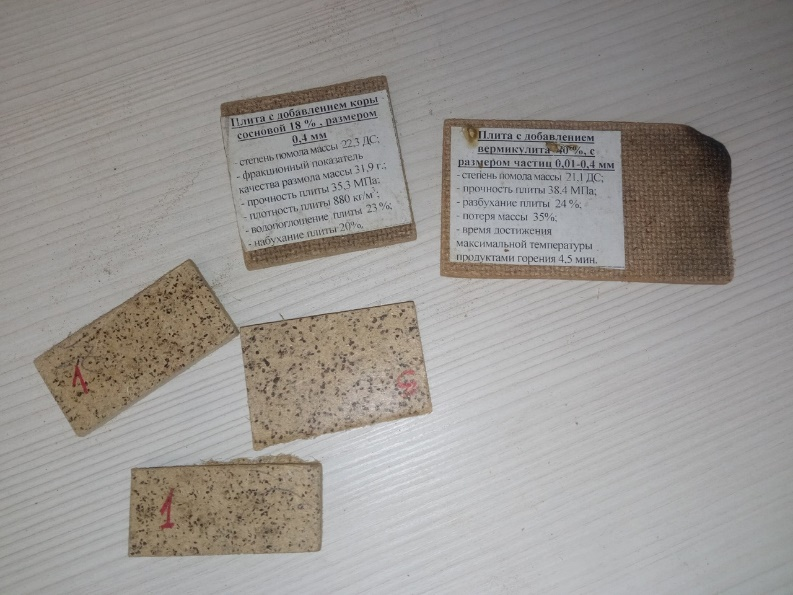 Плита с добавлением коры
сосновой 18 % , размером
0,4 мм
- степень помола массы 22,3 ДС;
- фракционный показатель
качества размола массы 31,9 г.;
- прочность плиты 35,3 МПа;
- плотность плиты 880 кг/м³;
- водопоглощение плиты 23 %;
- набухание плиты 20%.
Плита с добавлением
вермикулита %, с
размером частиц 0,01-0,4 мм
- степень помола массы 21,1 ДС;
- прочность плиты 38,4 МПа;
- разбухание плиты 24 %;
- потеря массы 35%;
- время достижения
максимальной температуры
продуктами горения 4,5 мин.
1
1